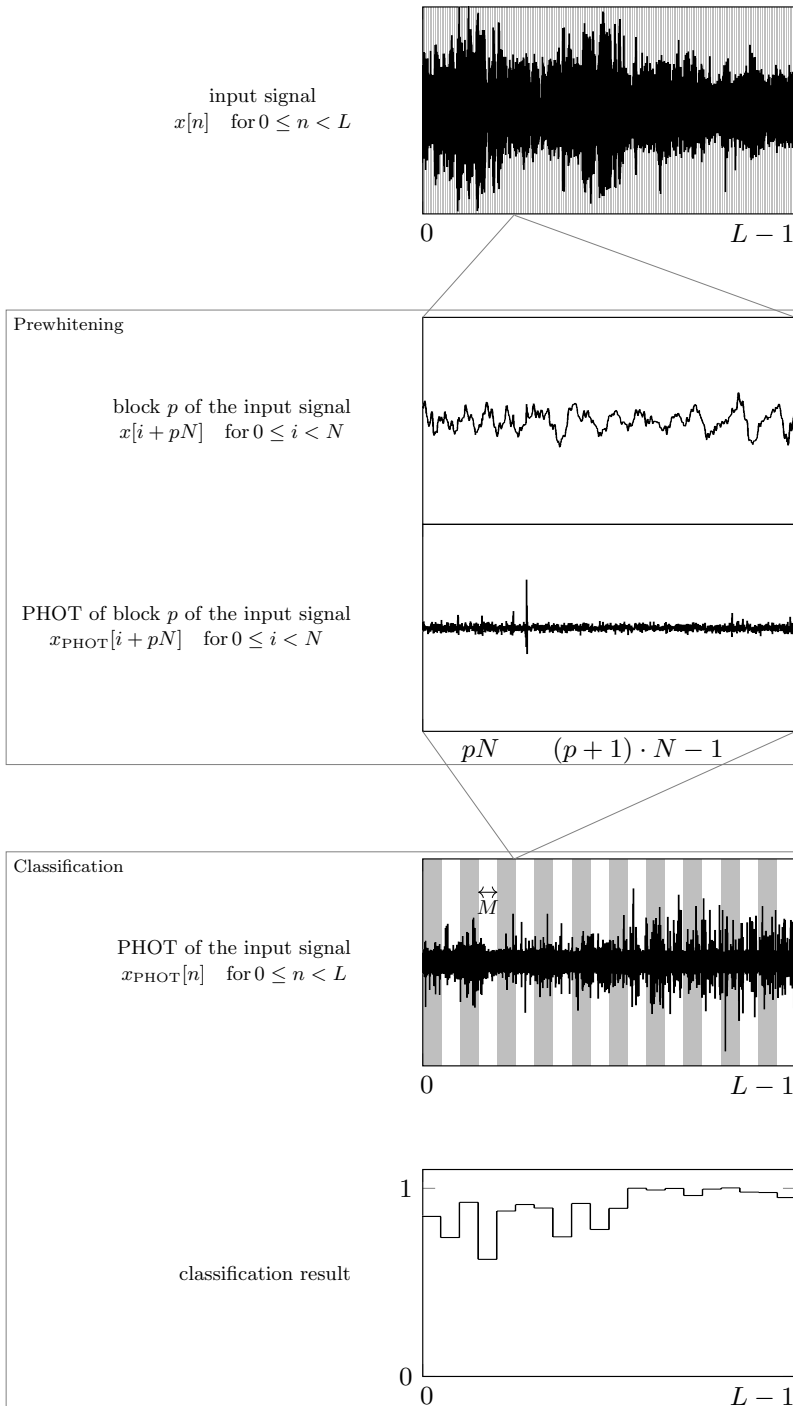 input signal
x[n] for 0 ≤ n < L
0 L − 1
Prewhitening
block p of the input signal
x[i + pN] for 0 ≤ i < N
PHOT of block p of the input signal
x_PHOT[i + pN] for 0 ≤ i < N
pN (p + 1) · N − 1
Classification
M
PHOT of the input signal
x_PHOT[n] for 0 ≤ n < L
0 L − 1
1
classification result
0
0 L − 1